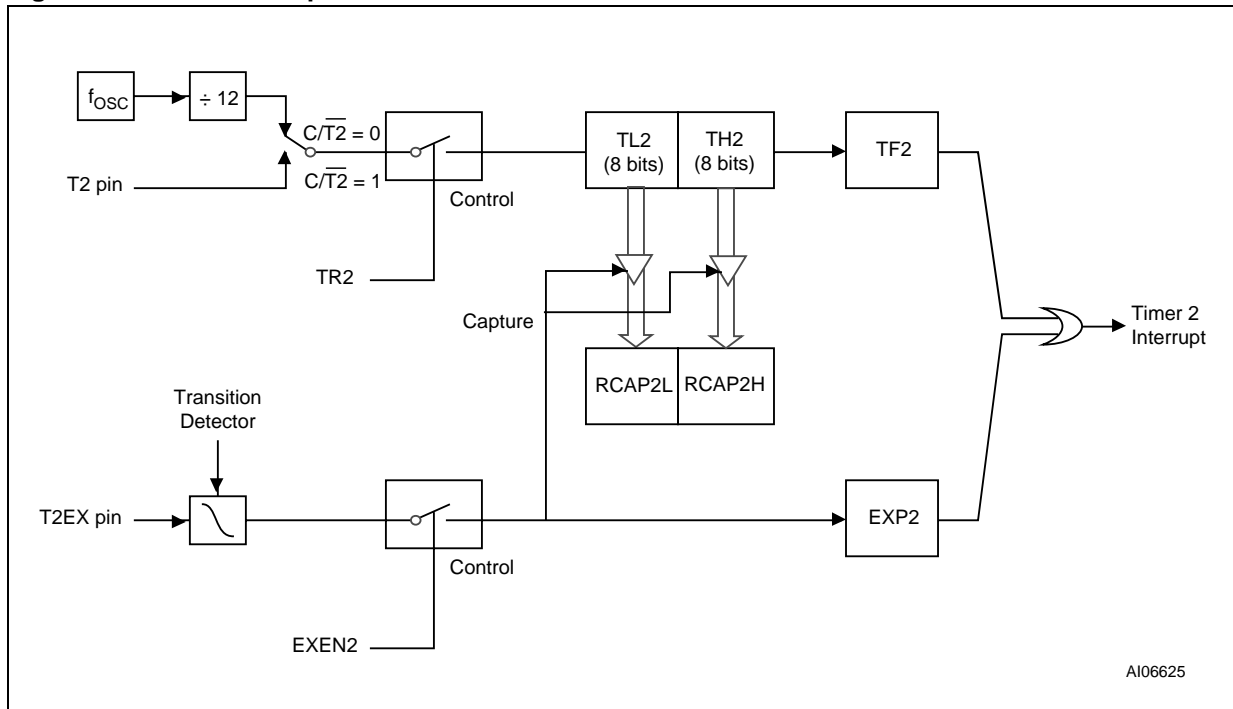 fOSC
÷ 12
C/T2 = 0
C/T2 = 1
T2 pin
Control
TR2
TL2
(8 bits)
TH2
(8 bits)
TF2
Capture
RCAP2L
RCAP2H
Timer 2
Interrupt
Transition
Detector
T2EX pin
Control
EXEN2
EXP2
AI06625